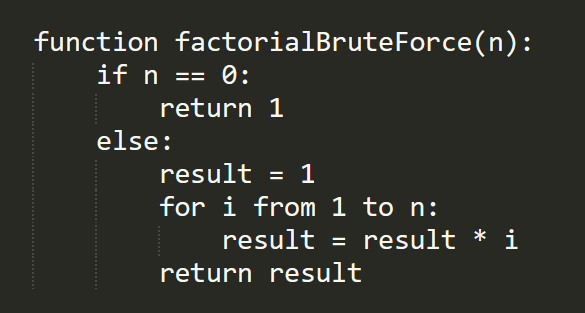 function factorialBruteForce(n):
    if n == 0:
        return 1
    else:
        result = 1
        for i from 1 to n:
            result = result * i
        return result